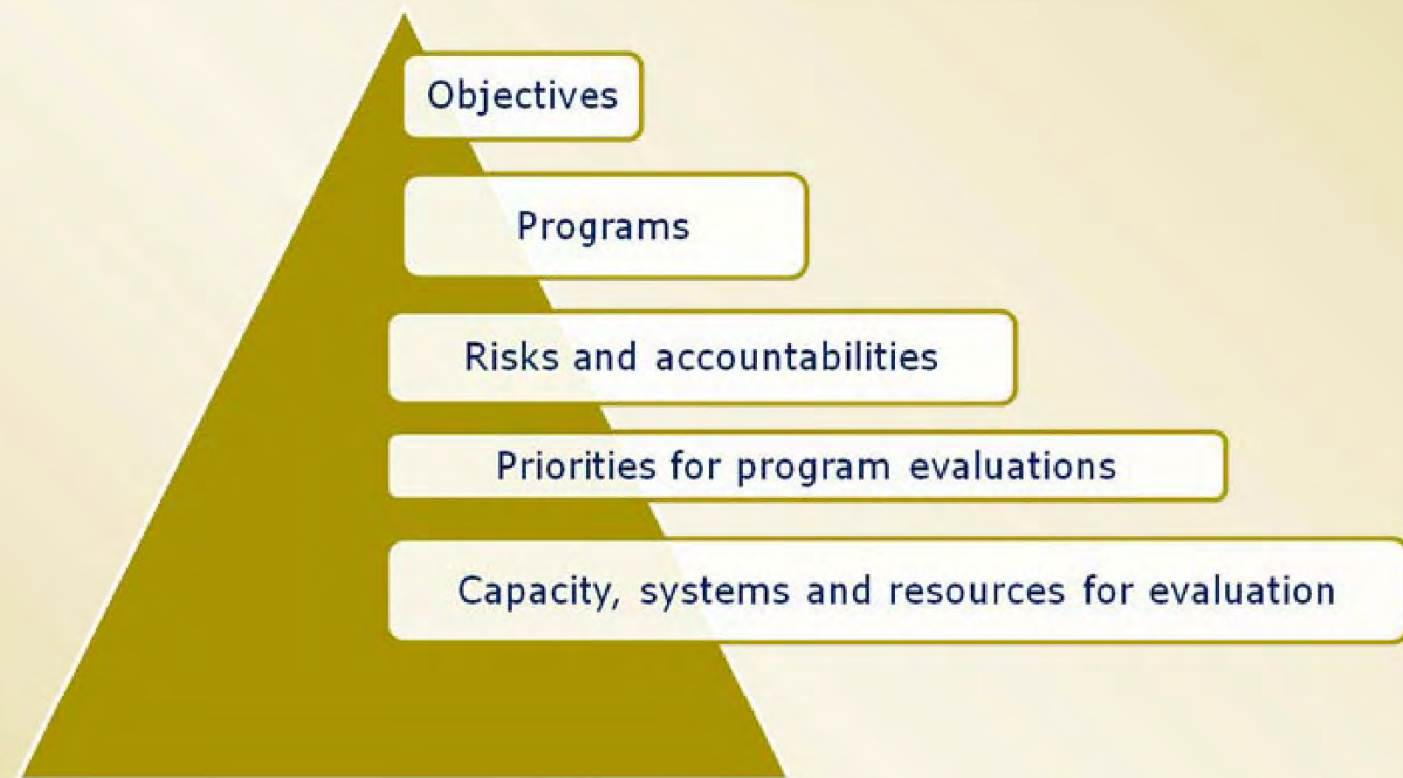 Objectives
Programs
Risks and accountabilities
Priorities for program evaluations
Capacity, systems and resources for evaluation